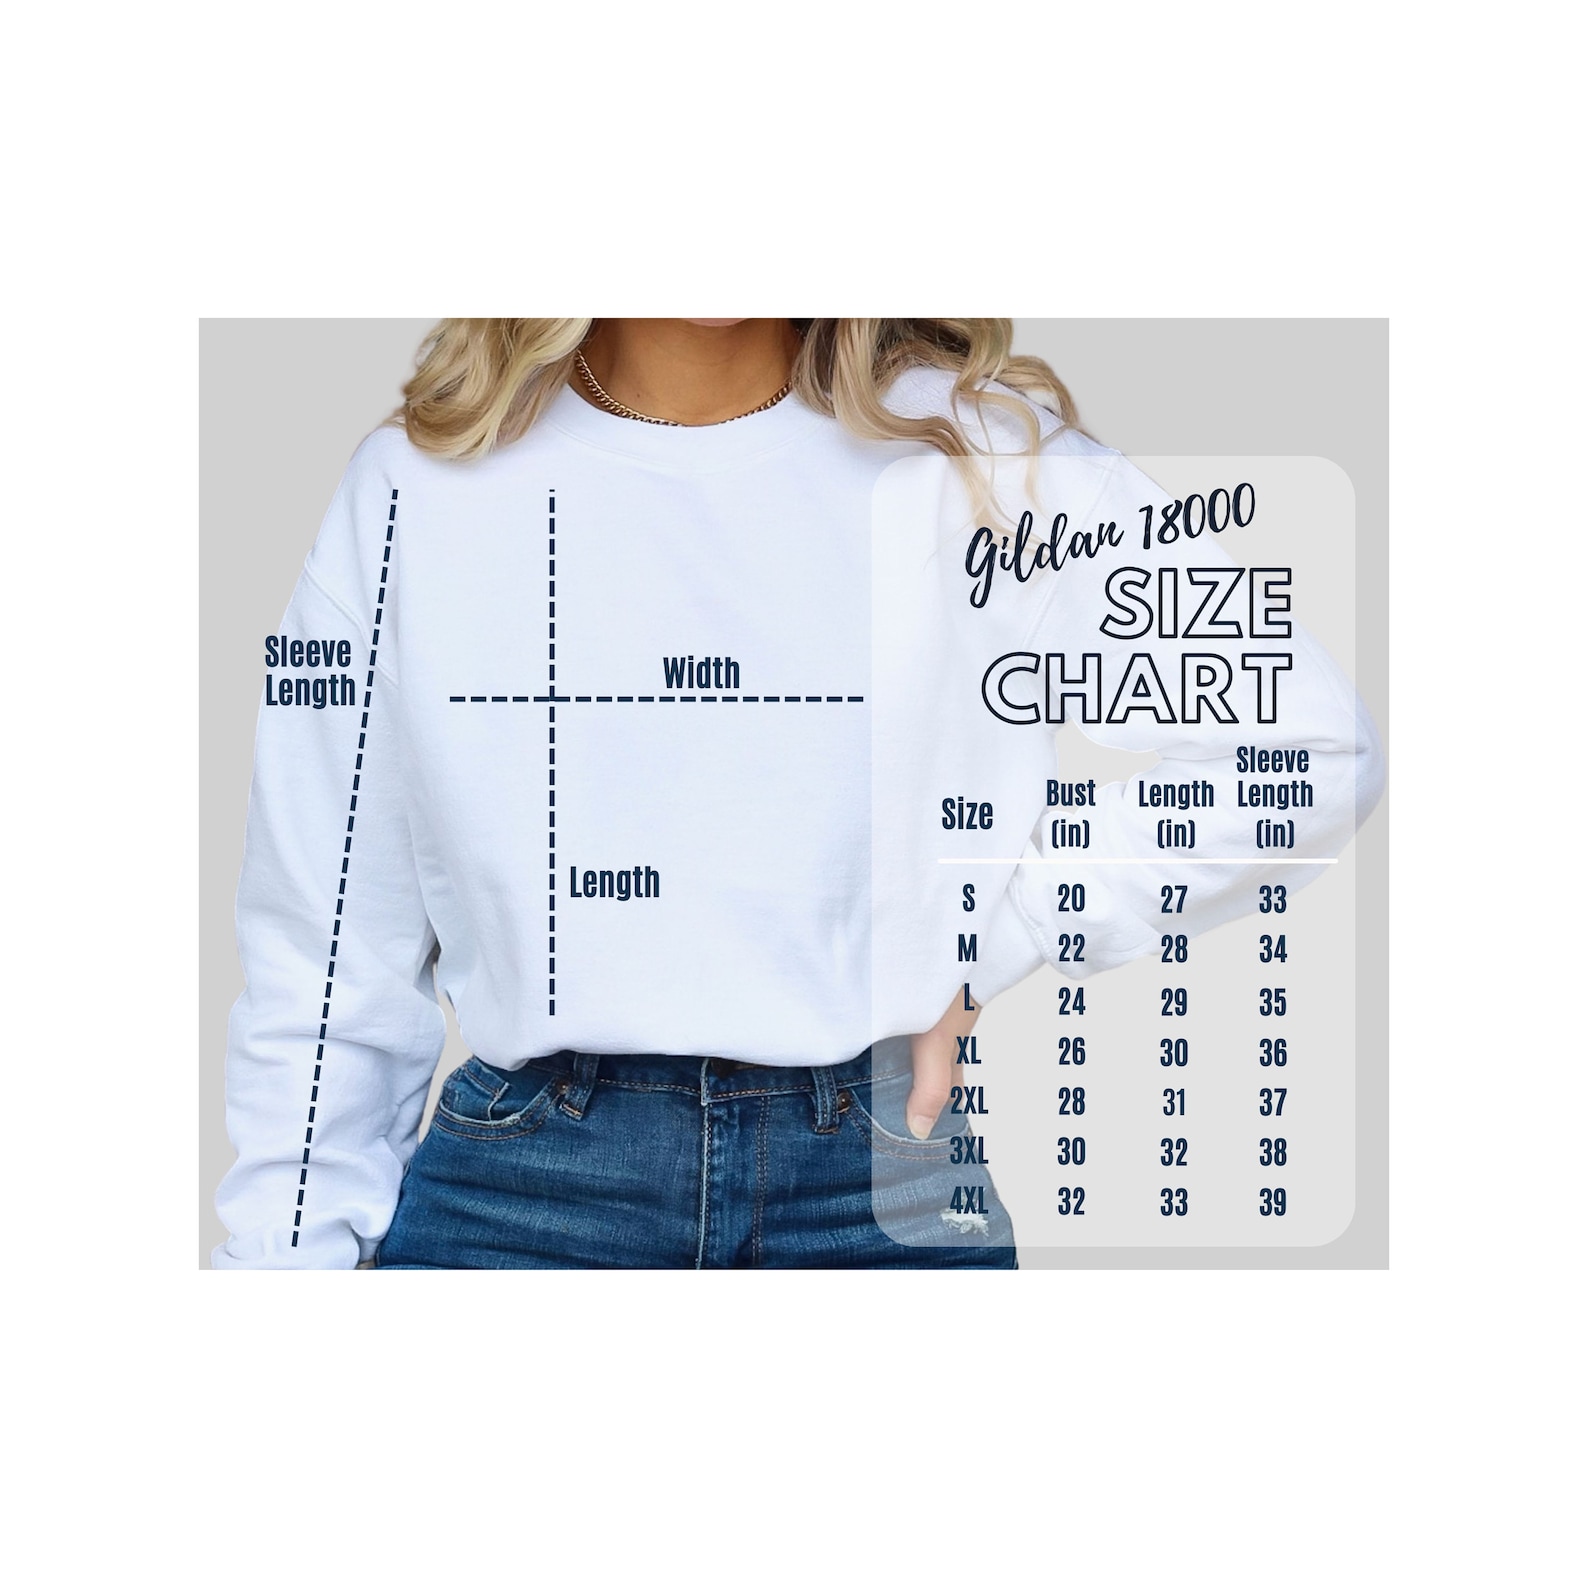 Sleeve
Length
Width
Length
Gildan 18000
SIZE
CHART
Size Bust (in) Length (in) Sleeve Length (in)
S 20 27 33
M 22 28 34
L 24 29 35
XL 26 30 36
2XL 28 31 37
3XL 30 32 38
4XL 32 33 39